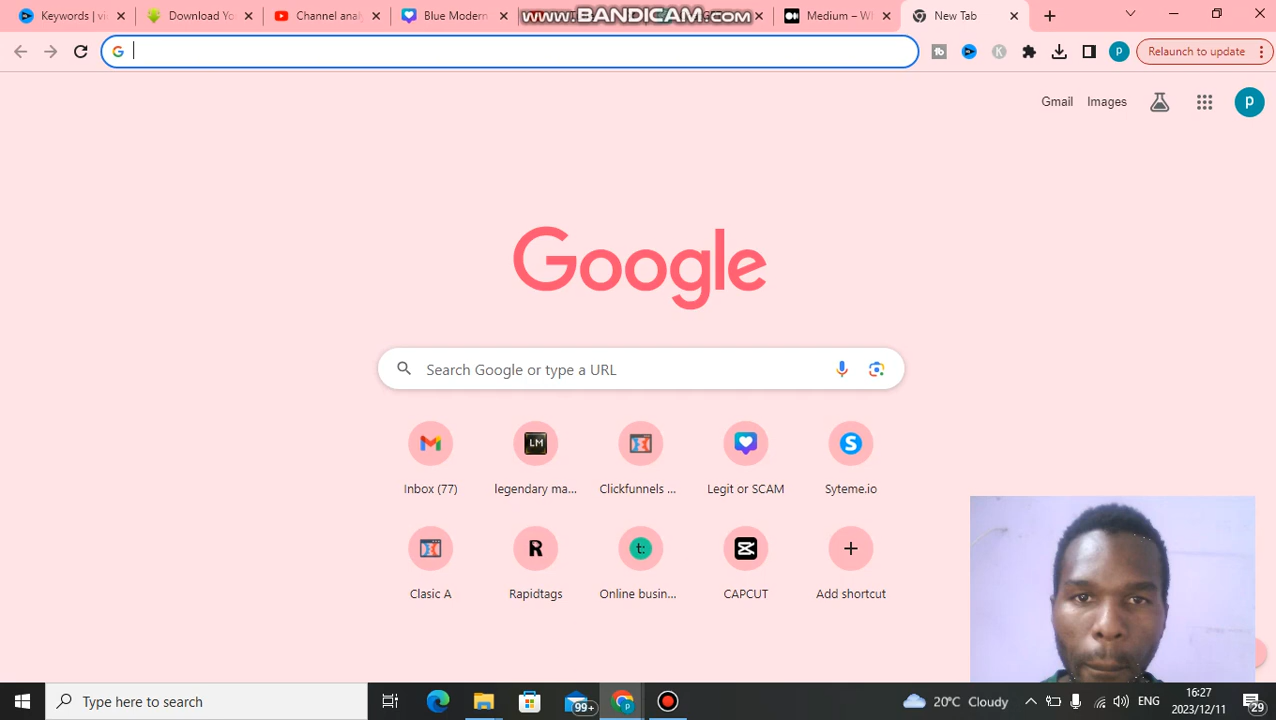 Keywords | vi
Download Yo
Channel anal
Blue Modern
WWW.BANDICAM.COM
Medium – Wh
New Tab
Relaunch to update
Gmail
Images
p
Google
Search Google or type a URL
Inbox (77)
legendary ma...
Clickfunnels ...
Legit or SCAM
Syteme.io
Clasic A
Rapidtags
Online busin...
CAPCUT
Add shortcut
Type here to search
99+
20°C Cloudy
ENG
16:27
2023/12/11
29